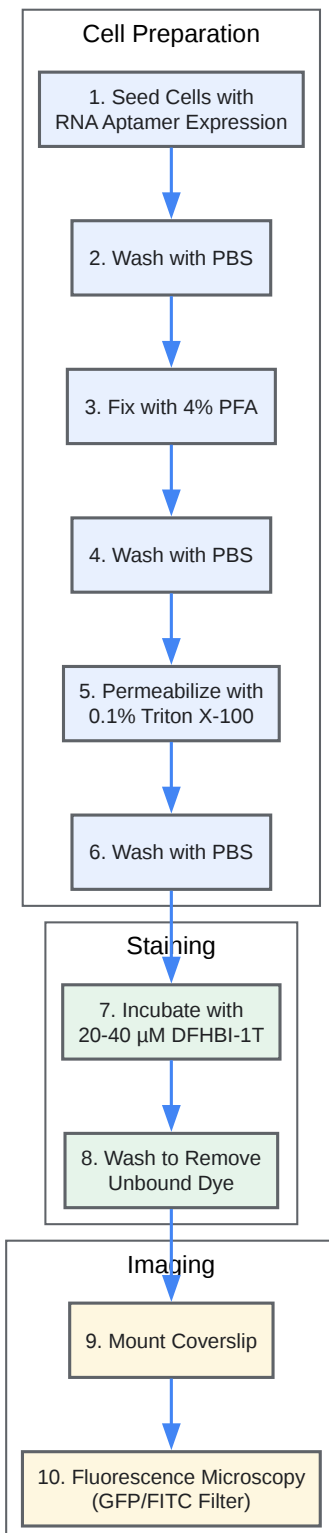 Cell Preparation
1. Seed Cells with
RNA Aptamer Expression
2. Wash with PBS
3. Fix with 4% PFA
4. Wash with PBS
5. Permeabilize with
0.1% Triton X-100
6. Wash with PBS
Staining
7. Incubate with
20-40 µM DFHBI-1T
8. Wash to Remove
Unbound Dye
Imaging
9. Mount Coverslip
10. Fluorescence Microscopy
(GFP/FITC Filter)